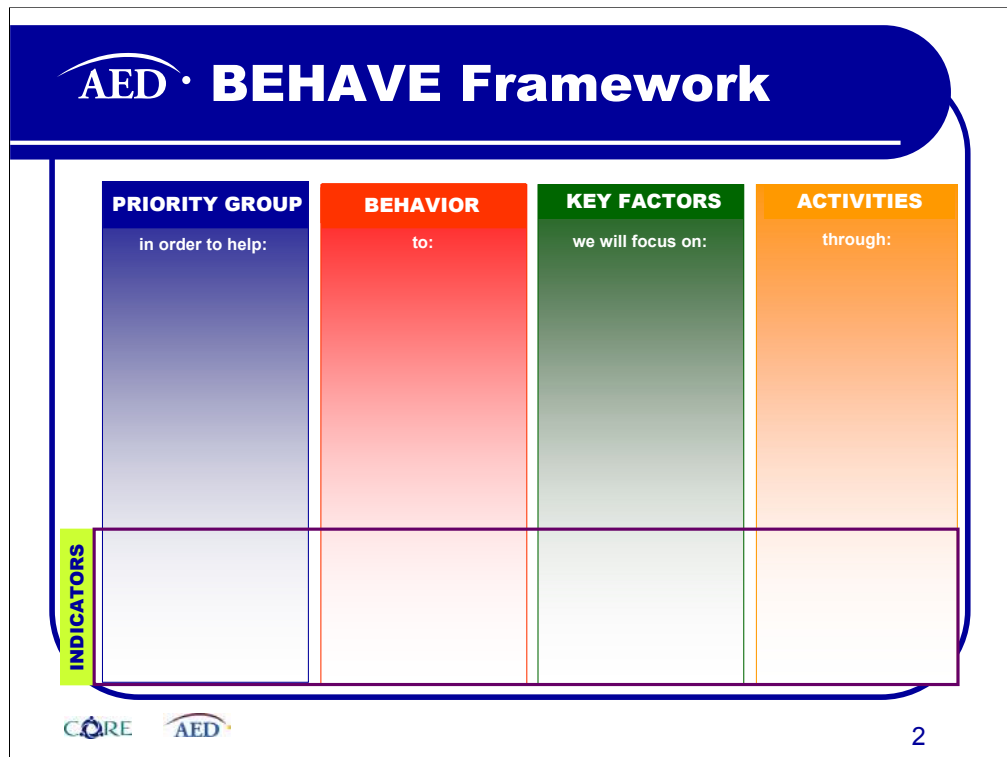 AED BEHAVE Framework
PRIORITY GROUP
in order to help:
BEHAVIOR
to:
KEY FACTORS
we will focus on:
ACTIVITIES
through:
INDICATORS
CORE AED
2